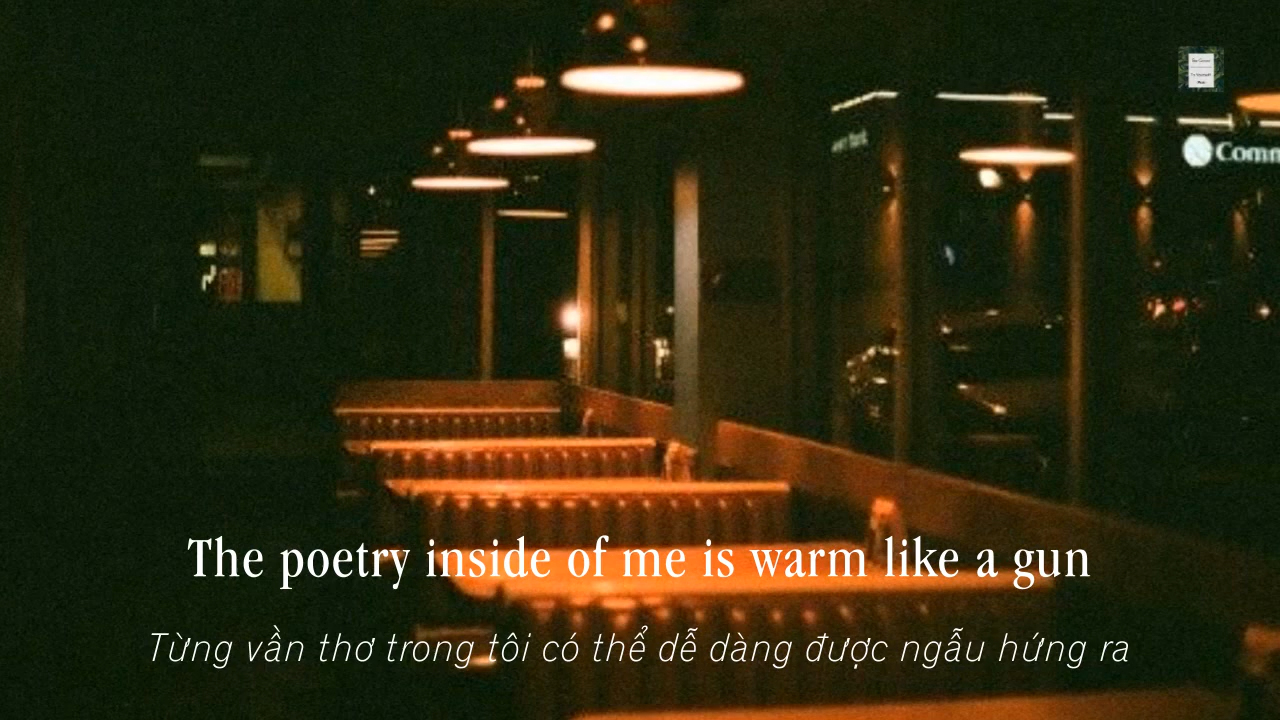 Comm
The poetry inside of me is warm like a gun
Từng vần thơ trong tôi có thể dễ dàng được ngẫu hứng ra